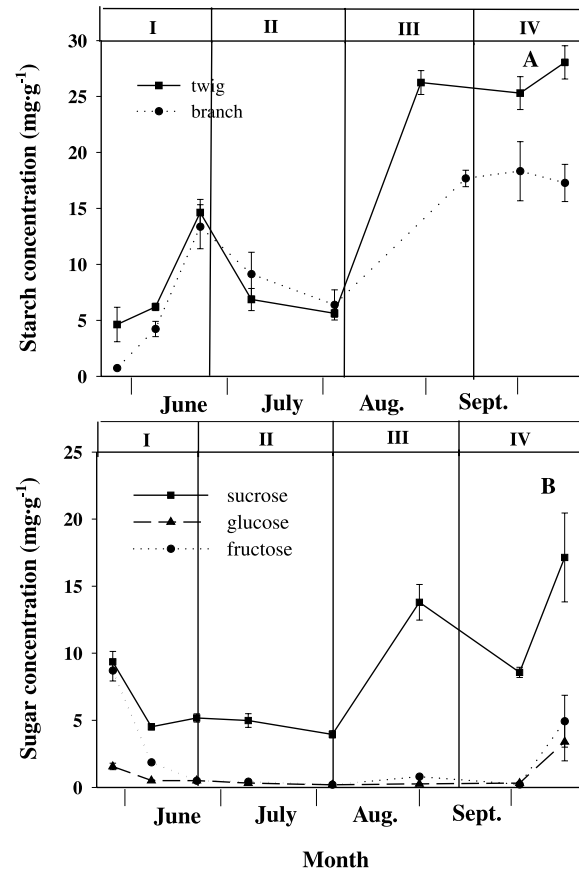 I II III IV
A
Starch concentration (mg·g⁻¹)
30
25
20
15
10
5
0
twig
branch
June July Aug. Sept.
I II III IV
B
Sugar concentration (mg·g⁻¹)
25
20
15
10
5
0
sucrose
glucose
fructose
June July Aug. Sept.
Month